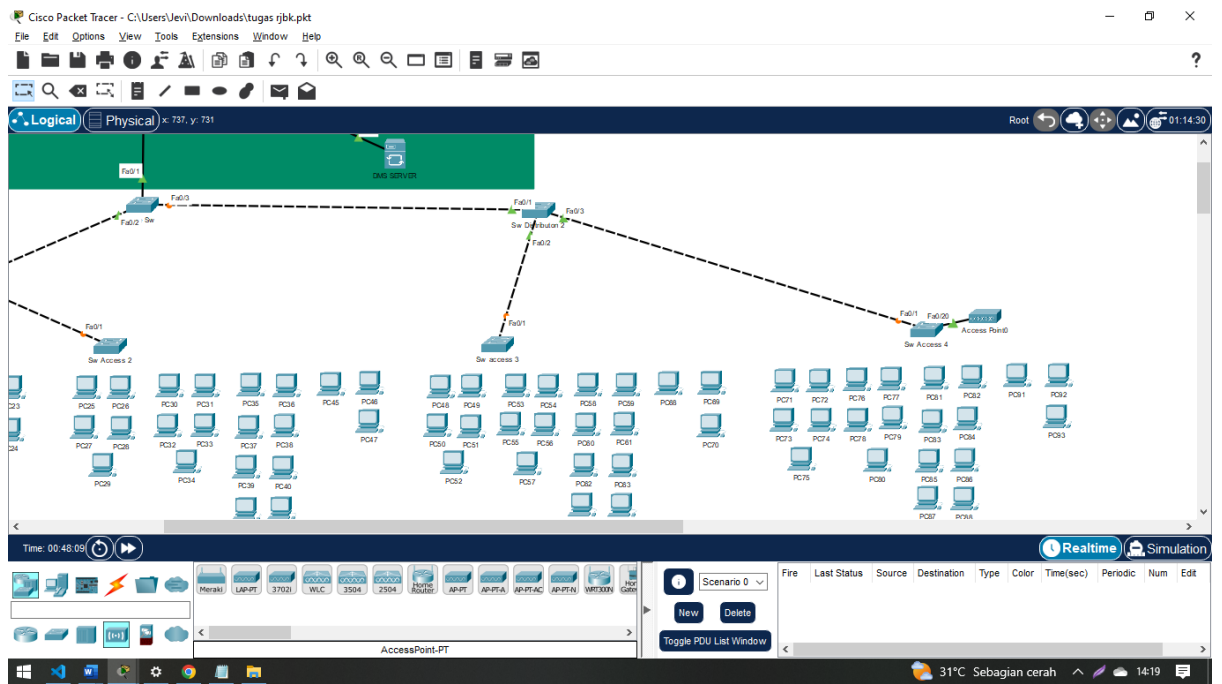 Cisco Packet Tracer - C:\Users\Jevi\Downloads\tugas rjbk.pkt
File Edit Options View Tools Extensions Window Help
?
Logical Physical x: 737, y: 731 Root 01:14:30
DMS SERVER
Fa0/1
Fa0/3
Fa0/2 Sw
Fa0/1 Fa0/3
Sw Distributon 2
Fa0/2
Fa0/1
Sw Access 2
Fa0/1
Sw access 3
Fa0/1 Fa0/20
Access Point0
Sw Access 4
PC25 PC26 PC30 PC31 PC35 PC36 PC45 PC46 PC48 PC49 PC53 PC54 PC58 PC59 PC68 PC69 PC71 PC72 PC76 PC77 PC81 PC82 PC91 PC92
PC27 PC28 PC32 PC33 PC37 PC38 PC47 PC50 PC51 PC55 PC56 PC60 PC61 PC70 PC73 PC74 PC78 PC79 PC83 PC84 PC93
PC29 PC34 PC39 PC40 PC52 PC57 PC62 PC63 PC75 PC80 PC85 PC86
PC87 PC88
Time: 00:48:09 Realtime Simulation
Meraki LAP-PT 3702i WLC 3504 2504 Home Router AP-PT AP-PT-A AP-PT-AC AP-PT-N WRT300N
AccessPoint-PT
Scenario 0
New Delete
Toggle PDU List Window
Fire Last Status Source Destination Type Color Time(sec) Periodic Num Edit
31°C Sebagian cerah 14:19